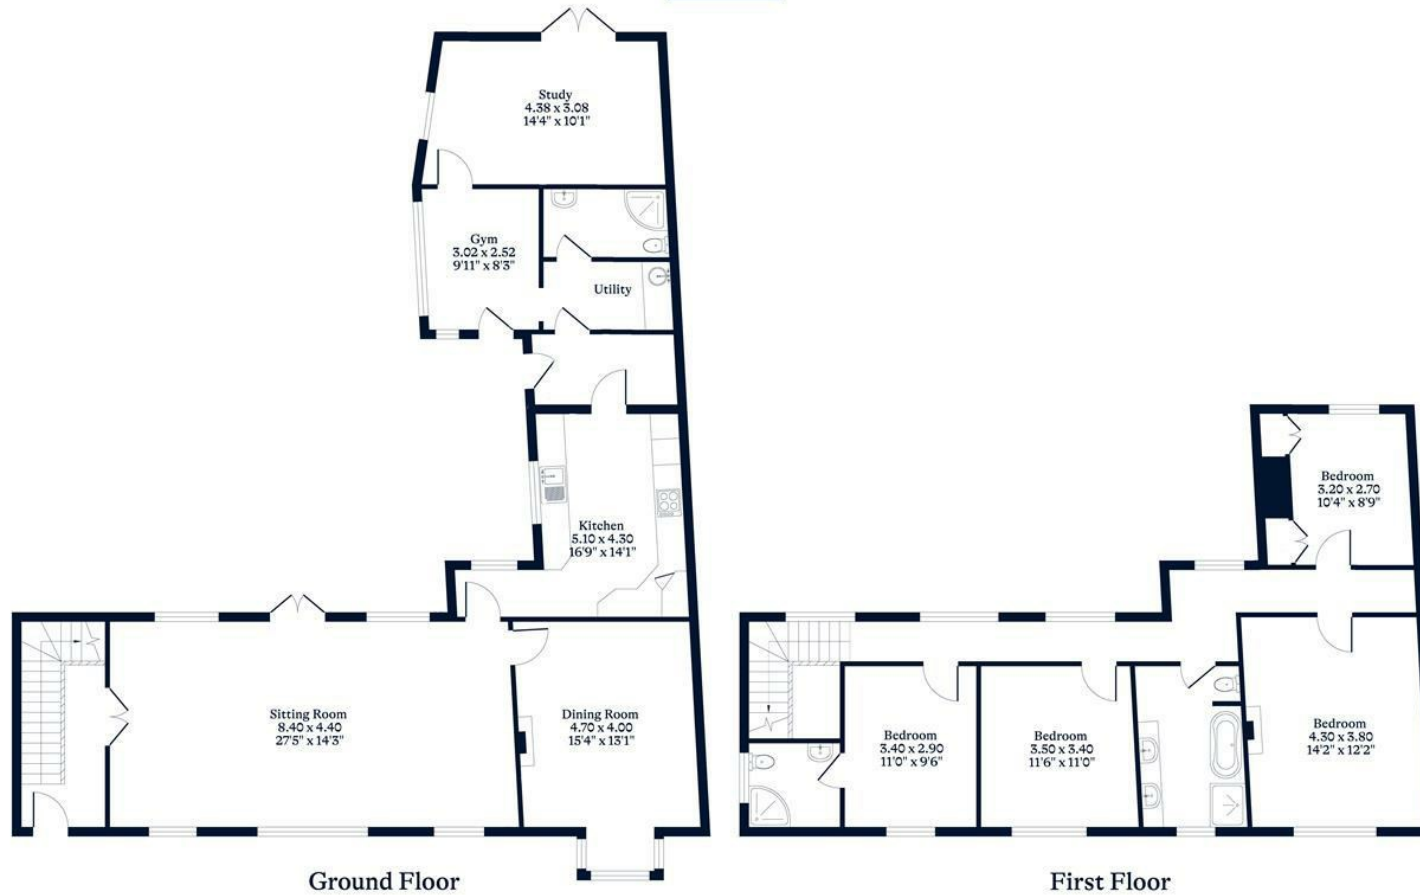 Study
4.38 x 3.08
14'4" x 10'1"
Gym
3.02 x 2.52
9'11" x 8'3"
Utility
Kitchen
5.10 x 4.30
16'9" x 14'1"
Sitting Room
8.40 x 4.40
27'5" x 14'3"
Dining Room
4.70 x 4.00
15'4" x 13'1"
Ground Floor
Bedroom
3.20 x 2.70
10'4" x 8'9"
Bedroom
3.40 x 2.90
11'0" x 9'6"
Bedroom
3.50 x 3.40
11'6" x 11'0"
Bedroom
4.30 x 3.80
14'2" x 12'2"
First Floor